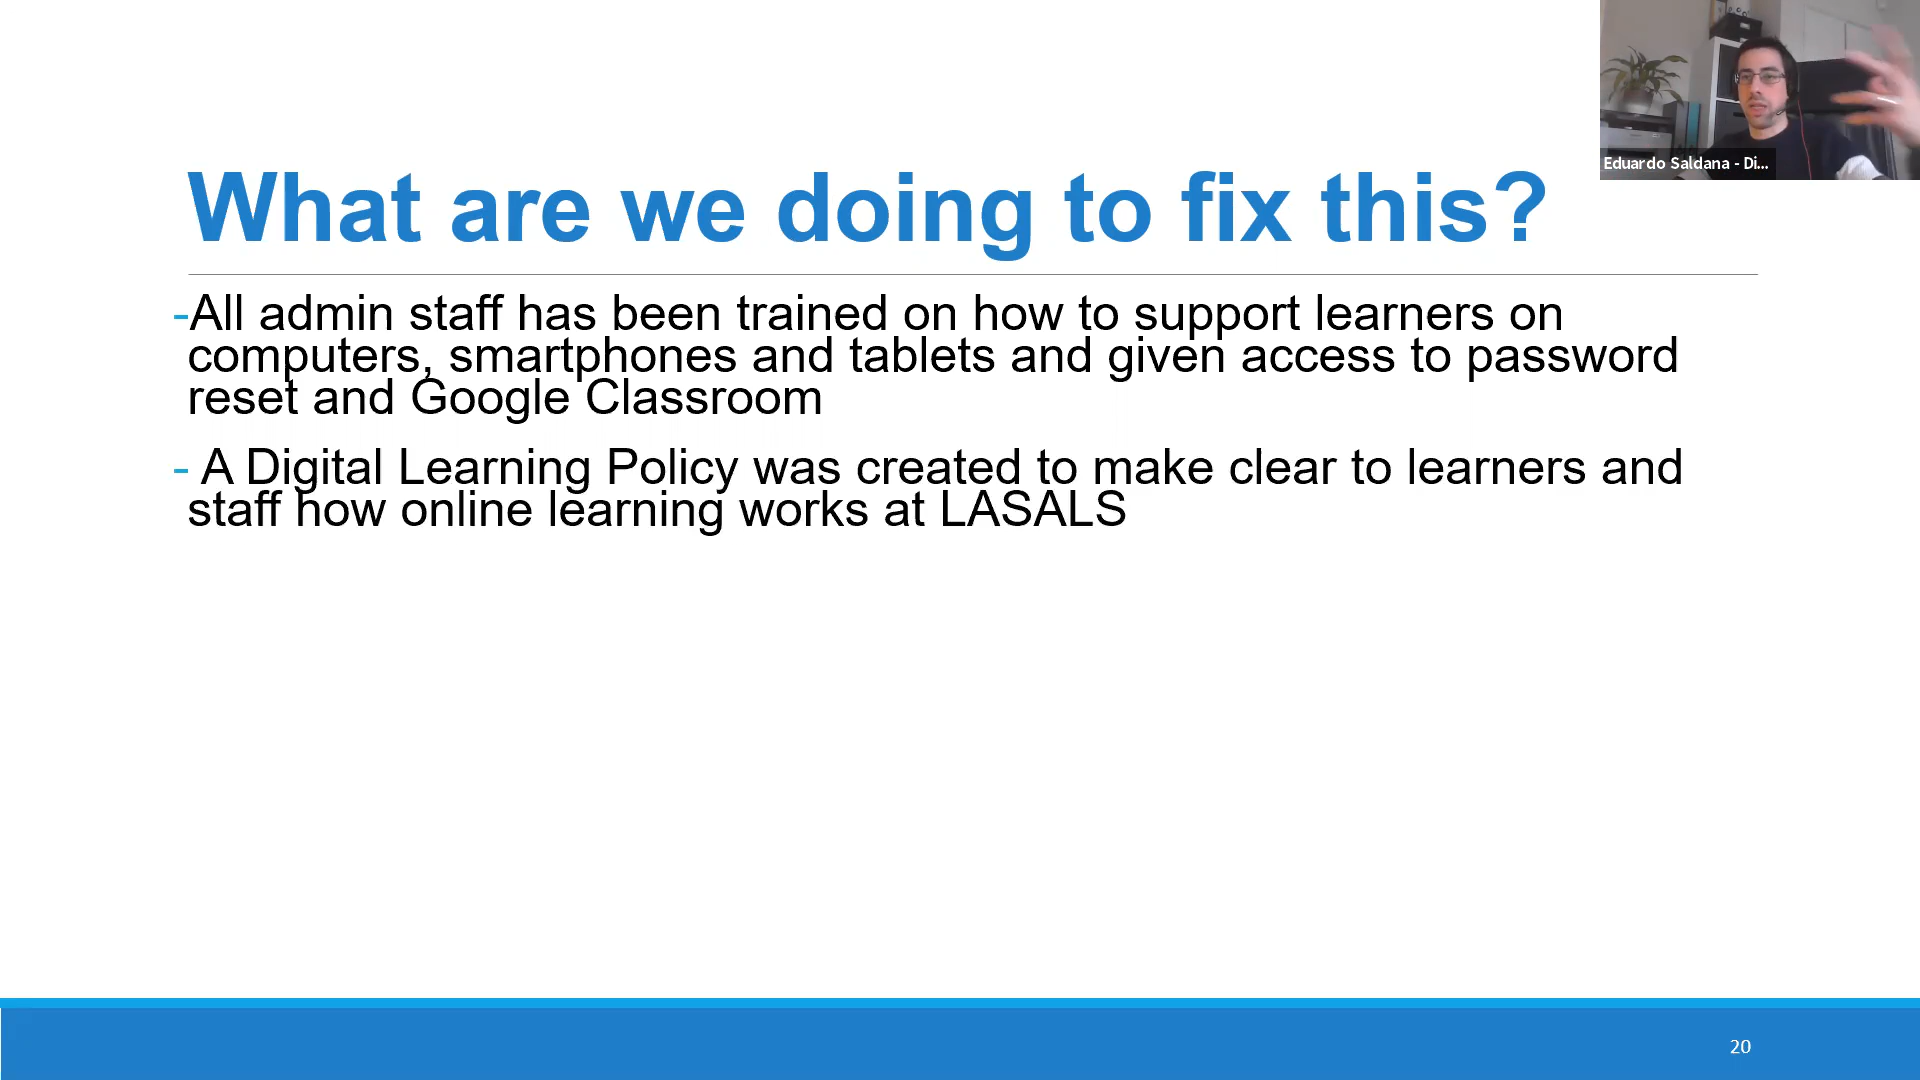 Eduardo Saldana - Di...
What are we doing to fix this?
-All admin staff has been trained on how to support learners on
computers, smartphones and tablets and given access to password
reset and Google Classroom
- A Digital Learning Policy was created to make clear to learners and
staff how online learning works at LASALS
20